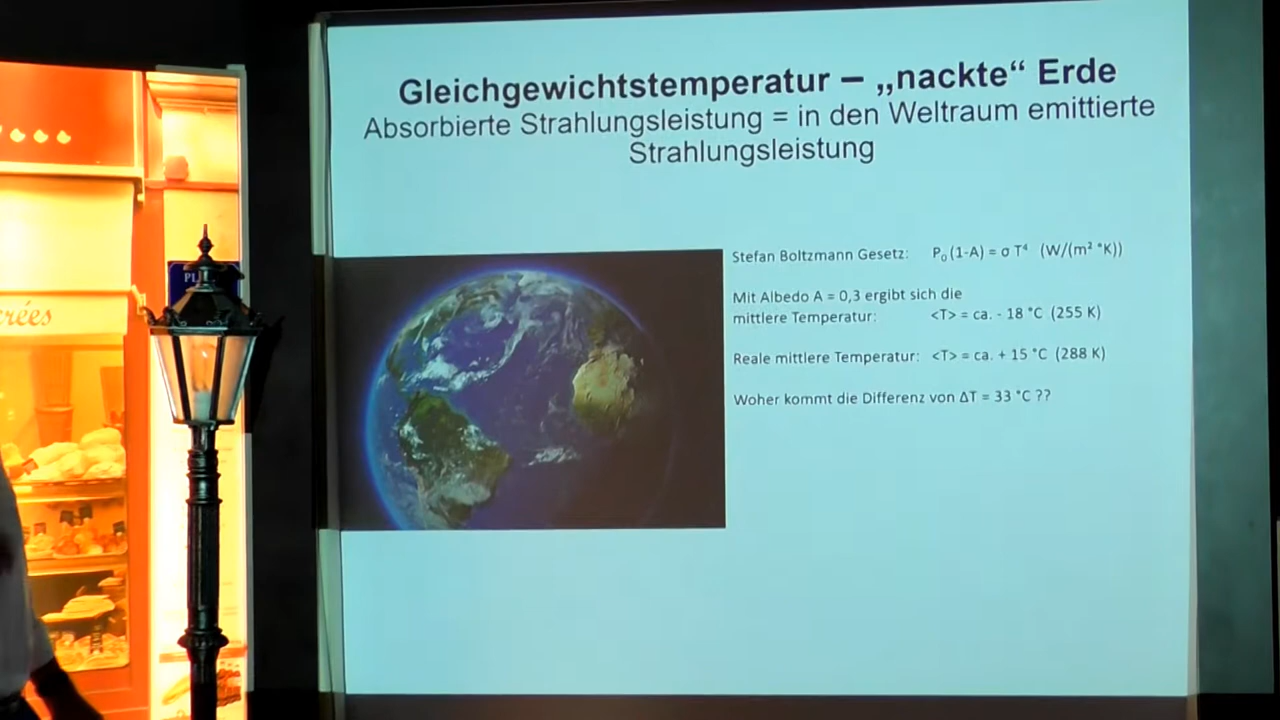 Gleichgewichtstemperatur – „nackte“ Erde
Absorbierte Strahlungsleistung = in den Weltraum emittierte
Strahlungsleistung
Stefan Boltzmann Gesetz: P₀ (1-A) = σ T⁴ (W/(m² °K))
Mit Albedo A = 0,3 ergibt sich die
mittlere Temperatur: <T> = ca. - 18 °C (255 K)
Reale mittlere Temperatur: <T> = ca. + 15 °C (288 K)
Woher kommt die Differenz von ΔT = 33 °C ??